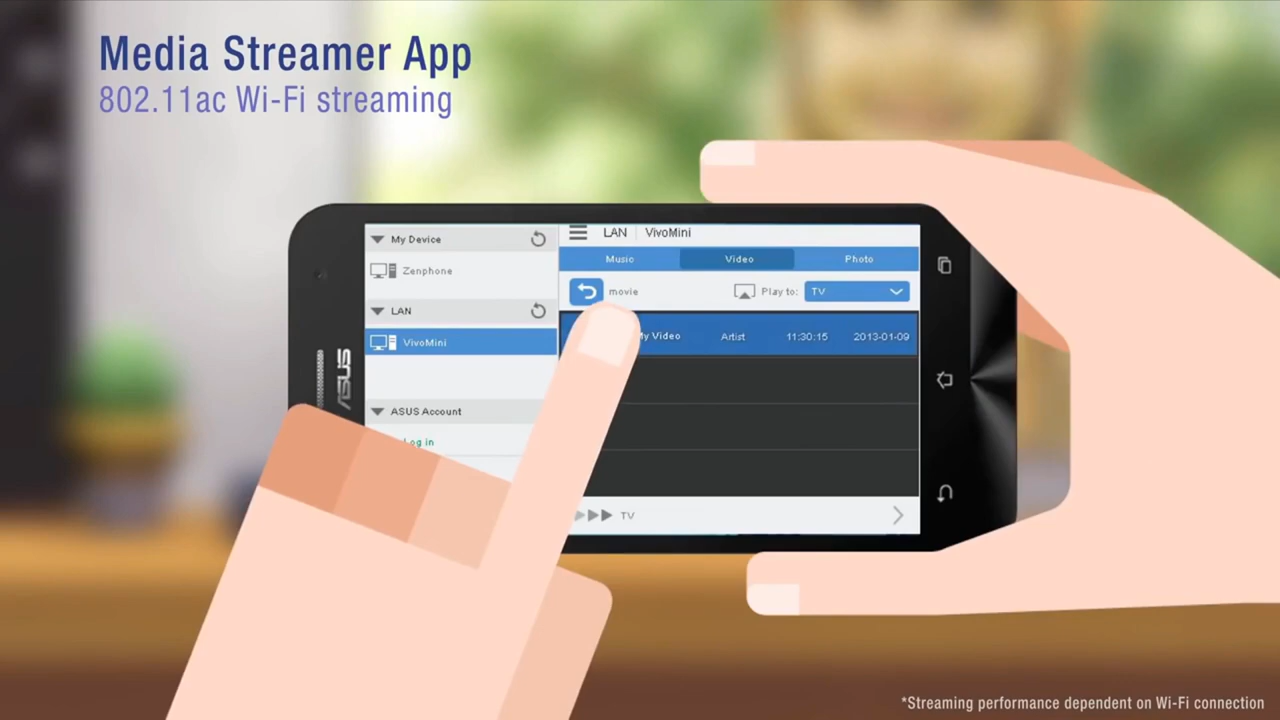 Media Streamer App
802.11ac Wi-Fi streaming
ASUS
My Device
Zenphone
LAN
VivoMini
ASUS Account
Log in
LAN VivoMini
Music Video Photo
movie Play to: TV
My Video Artist 11:30:15 2013-01-09
TV
*Streaming performance dependent on Wi-Fi connection